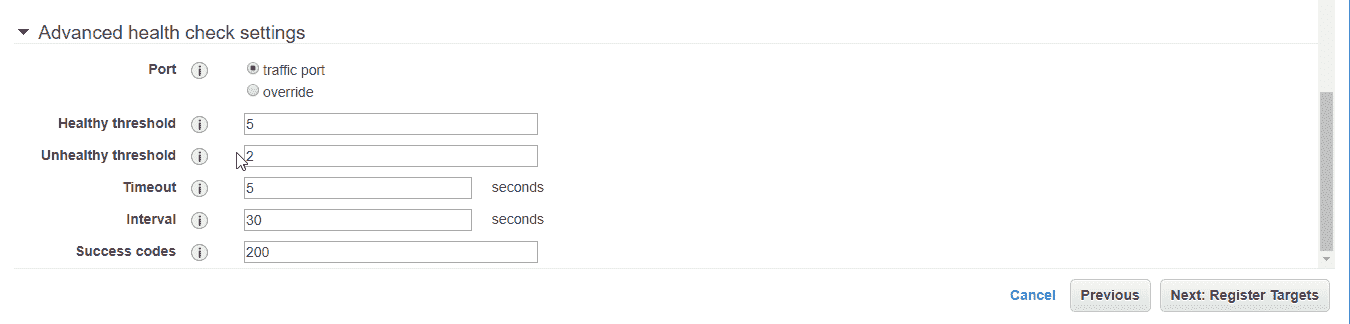 Advanced health check settings
Port traffic port
override
Healthy threshold 5
Unhealthy threshold 2
Timeout 5 seconds
Interval 30 seconds
Success codes 200
Cancel Previous Next: Register Targets